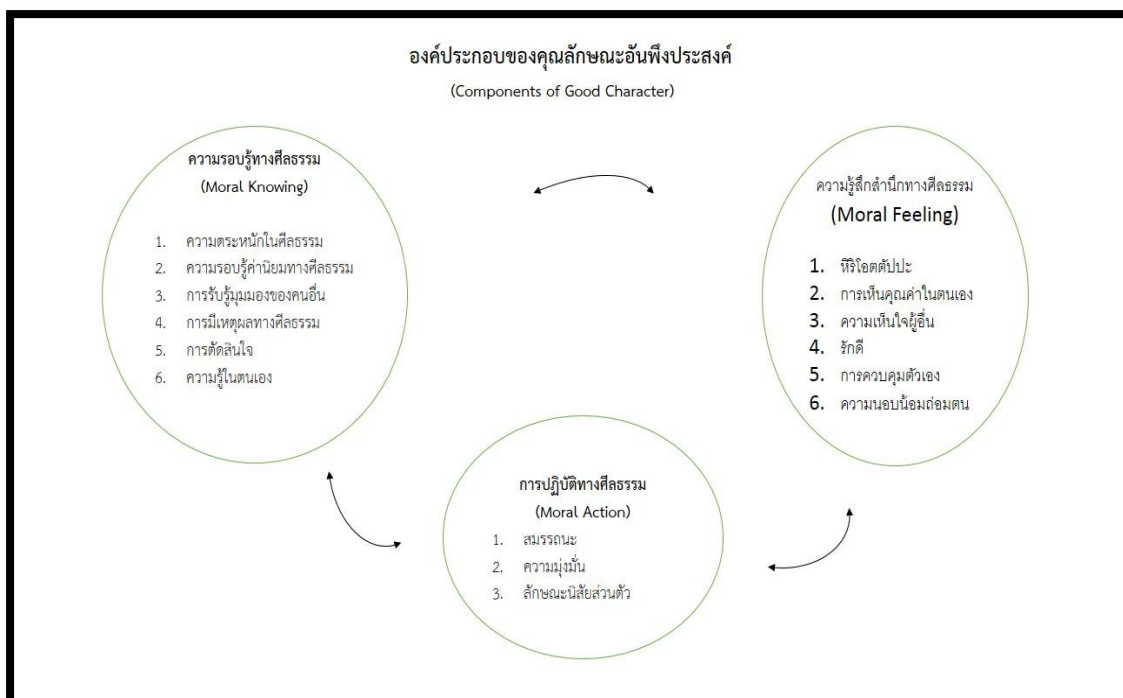 องค์ประกอบของคุณลักษณะอันพึงประสงค์
(Components of Good Character)
ความรอบรู้ทางศีลธรรม
(Moral Knowing)
1. ความตระหนักในศีลธรรม
2. ความรอบรู้ค่านิยมทางศีลธรรม
3. การรับรู้มุมมองของคนอื่น
4. การมีเหตุผลทางศีลธรรม
5. การตัดสินใจ
6. ความรู้ในตนเอง
ความรู้สึกสำนึกทางศีลธรรม
(Moral Feeling)
1. หิริโอตตัปปะ
2. การเห็นคุณค่าในตนเอง
3. ความเห็นใจผู้อื่น
4. รักดี
5. การควบคุมตัวเอง
6. ความนอบน้อมถ่อมตน
การปฏิบัติทางศีลธรรม
(Moral Action)
1. สมรรถนะ
2. ความมุ่งมั่น
3. ลักษณะนิสัยส่วนตัว